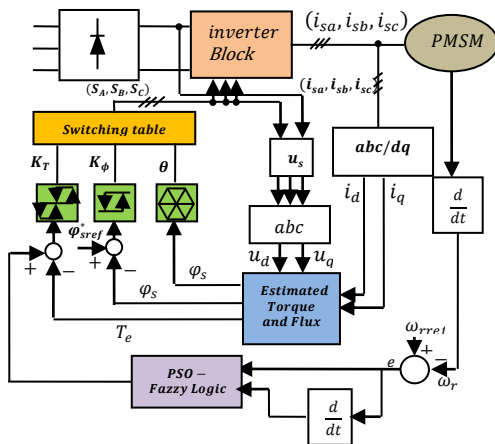 (i_sa, i_sb, i_sc)
inverter
Block
PMSM
(S_A, S_B, S_C)
(i_sa, i_sb, i_sc)
Switching table
u_s
abc/dq
K_T
K_ϕ
θ
i_d
i_q
d
dt
φ*_sref
abc
+
−
−
φ_s
u_d
u_q
φ_s
Estimated
Torque
and Flux
T_e
ω_rref
+
−
e
ω_r
PSO −
Fazzy Logic
d
dt